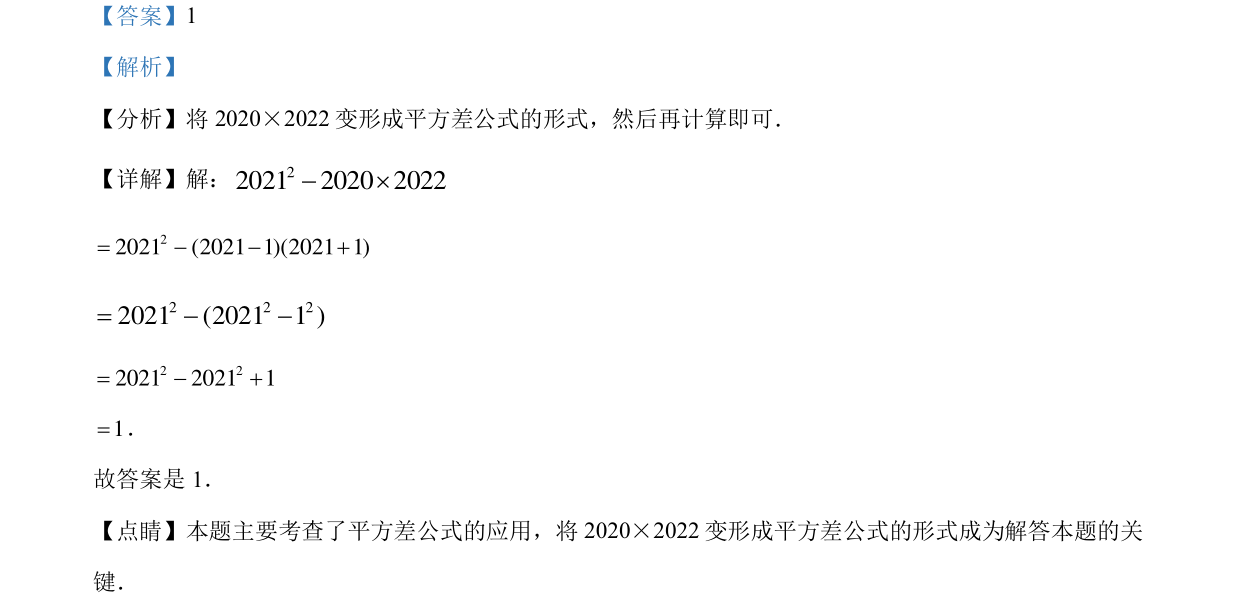 【答案】1
【解析】
【分析】将 2020×2022 变形成平方差公式的形式，然后再计算即可．
【详解】解：2021²－2020×2022
＝2021²－(2021－1)(2021＋1)
＝2021²－(2021²－1²)
＝2021²－2021²＋1
＝1．
故答案是 1．
【点睛】本题主要考查了平方差公式的应用，将 2020×2022 变形成平方差公式的形式成为解答本题的关
键．